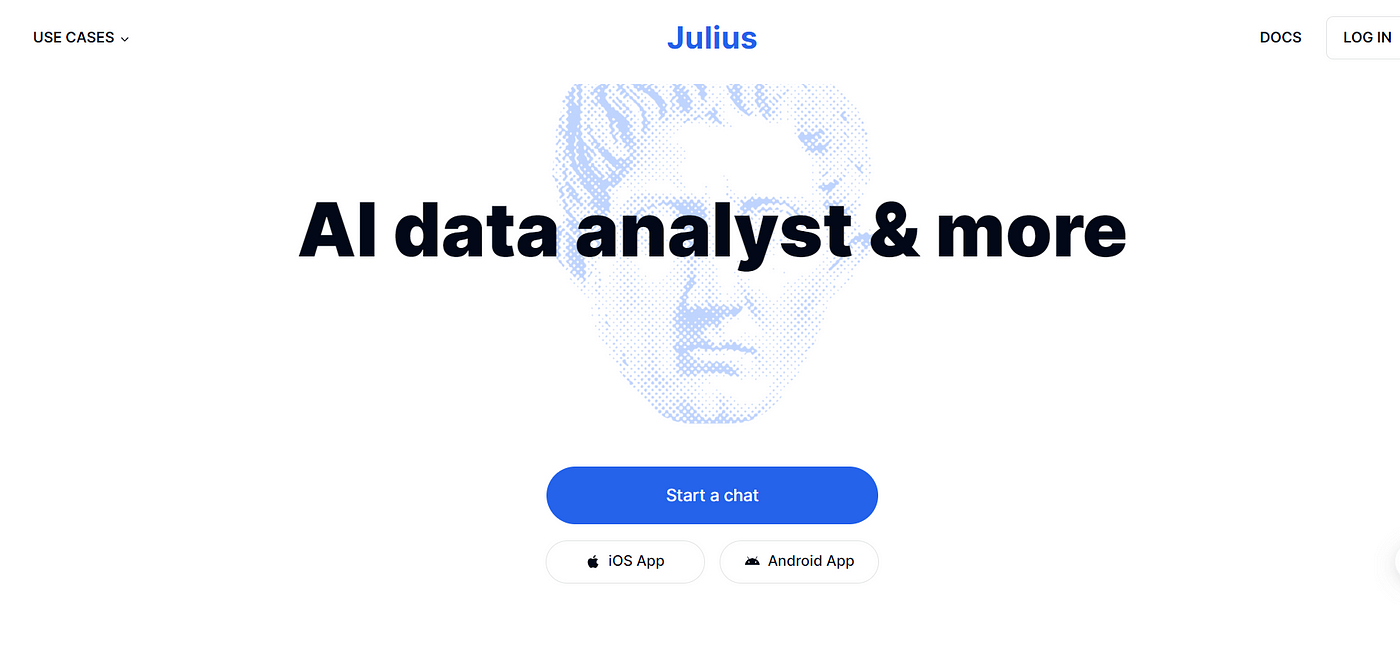 USE CASES
Julius
DOCS
LOG IN
AI data analyst & more
Start a chat
iOS App
Android App